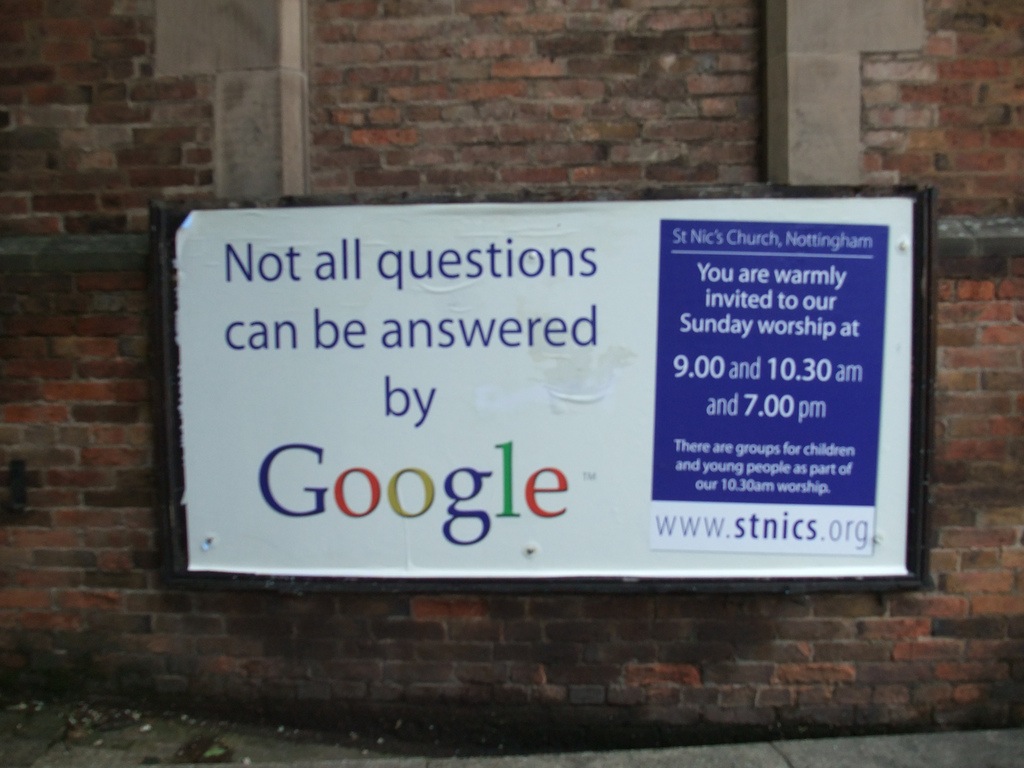 Not all questions
can be answered
by
Google™
St Nic's Church, Nottingham
You are warmly
invited to our
Sunday worship at
9.00 and 10.30 am
and 7.00 pm
There are groups for children
and young people as part of
our 10.30am worship.
www.stnics.org